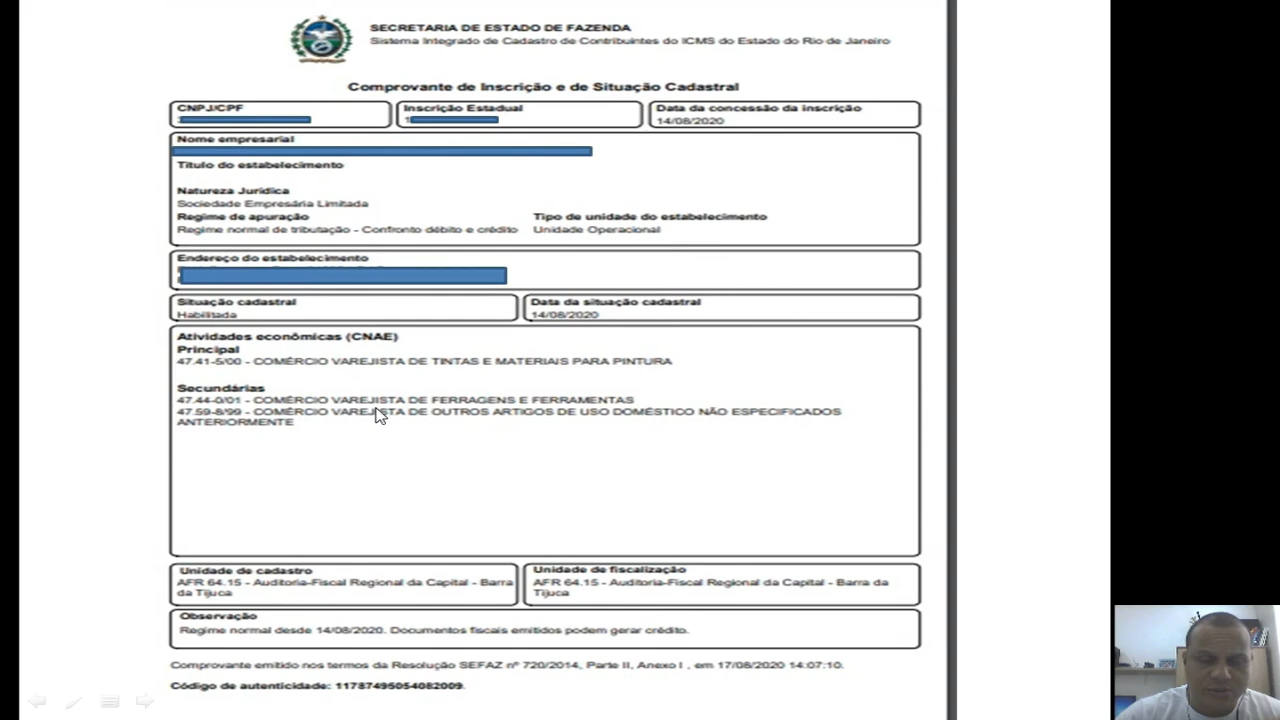 SECRETARIA DE ESTADO DE FAZENDA
Sistema Integrado de Cadastro de Contribuintes do ICMS do Estado do Rio de Janeiro
Comprovante de Inscrição e de Situação Cadastral
CNPJ/CPF
Inscrição Estadual
Data da concessão da inscrição
14/08/2020
Nome empresarial
Título do estabelecimento
Natureza Jurídica
Sociedade Empresária Limitada
Regime de apuração
Tipo de unidade do estabelecimento
Regime normal de tributação - Confronto débito e crédito
Unidade Operacional
Endereço do estabelecimento
Situação cadastral
Habilitada
Data da situação cadastral
14/08/2020
Atividades econômicas (CNAE)
Principal
47.41-5/00 - COMÉRCIO VAREJISTA DE TINTAS E MATERIAIS PARA PINTURA
Secundárias
47.44-0/01 - COMÉRCIO VAREJISTA DE FERRAGENS E FERRAMENTAS
47.59-8/99 - COMÉRCIO VAREJISTA DE OUTROS ARTIGOS DE USO DOMÉSTICO NÃO ESPECIFICADOS
ANTERIORMENTE
Unidade de cadastro
AFR 64.15 - Auditoria-Fiscal Regional da Capital - Barra
da Tijuca
Unidade de fiscalização
AFR 64.15 - Auditoria-Fiscal Regional da Capital - Barra da
Tijuca
Observação
Regime normal desde 14/08/2020. Documentos fiscais emitidos podem gerar crédito.
Comprovante emitido nos termos da Resolução SEFAZ nº 720/2014, Parte II, Anexo I , em 17/08/2020 14:07:10.
Código de autenticidade: 11787495054082009.